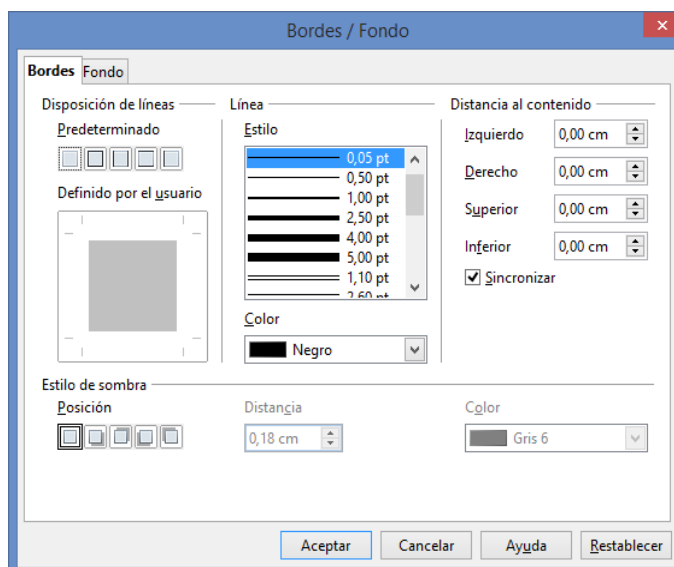 Bordes / Fondo
Bordes Fondo
Disposición de líneas
Predeterminado
Definido por el usuario
Línea
Estilo
0,05 pt
0,50 pt
1,00 pt
2,50 pt
4,00 pt
5,00 pt
1,10 pt
2,60 pt
Color
Negro
Distancia al contenido
Izquierdo 0,00 cm
Derecho 0,00 cm
Superior 0,00 cm
Inferior 0,00 cm
Sincronizar
Estilo de sombra
Posición
Distancia
0,18 cm
Color
Gris 6
Aceptar Cancelar Ayuda Restablecer